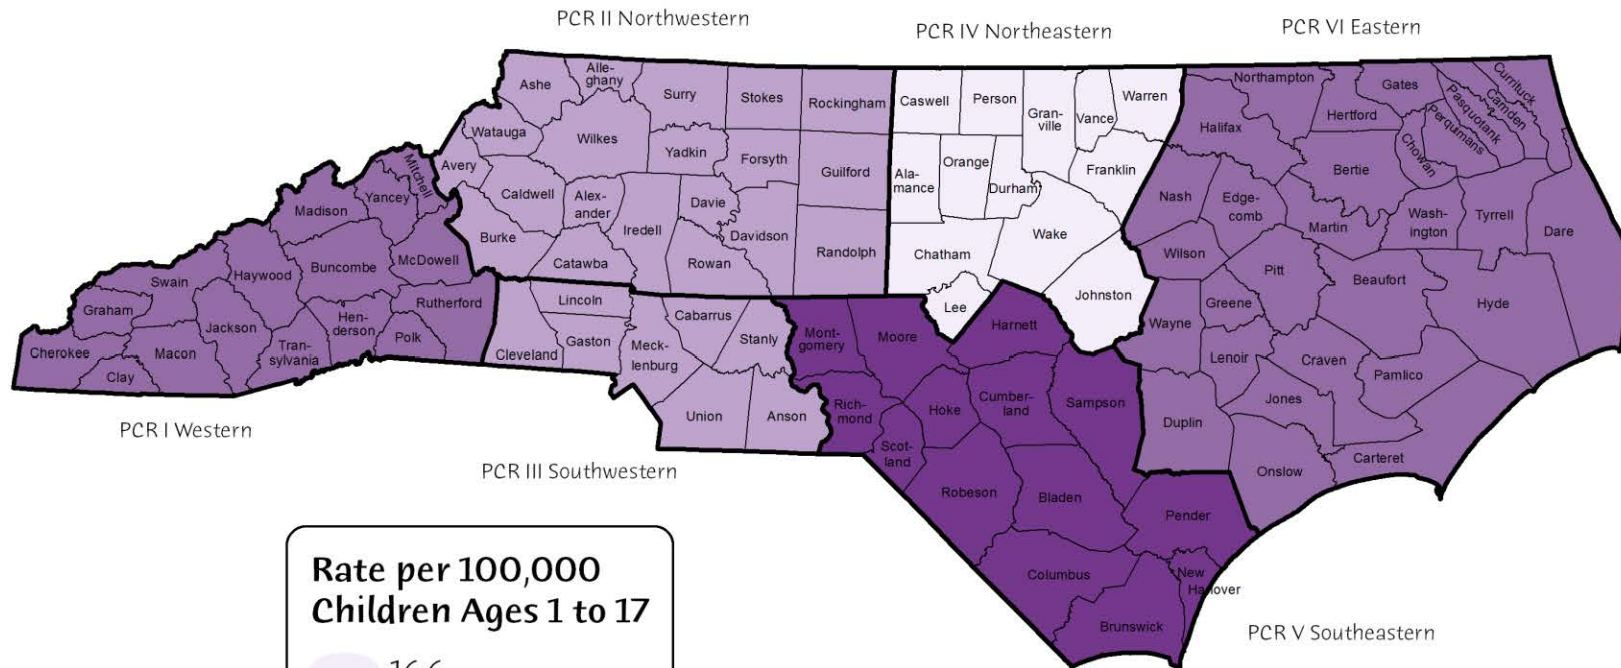 PCR II Northwestern
PCR IV Northeastern
PCR VI Eastern
Ashe
Alle-
ghany
Surry
Stokes
Rockingham
Caswell
Person
Gran-
ville
Vance
Warren
Northampton
Gates
Currituck
Camden
Pasquotank
Perqumans
Chowan
Hertford
Halifax
Bertie
Watauga
Wilkes
Yadkin
Forsyth
Guilford
Ala-
mance
Orange
Durham
Franklin
Nash
Edge-
comb
Martin
Wash-
ington
Tyrrell
Dare
Avery
Mitchell
Yancey
Madison
Caldwell
Alex-
ander
Iredell
Davie
Davidson
Randolph
Chatham
Wake
Wilson
Pitt
Beaufort
Hyde
Burke
Catawba
Rowan
McDowell
Buncombe
Haywood
Swain
Graham
Cherokee
Clay
Macon
Jackson
Tran-
sylvania
Hen-
derson
Polk
Rutherford
Cleveland
Lincoln
Gaston
Meck-
lenburg
Cabarrus
Stanly
Union
Anson
Mont-
gomery
Moore
Lee
Harnett
Johnston
Wayne
Greene
Lenoir
Craven
Pamlico
Jones
Duplin
Onslow
Carteret
Rich-
mond
Scot-
land
Hoke
Cumber-
land
Sampson
Robeson
Bladen
Pender
Columbus
New
Hanover
Brunswick
PCR I Western
PCR III Southwestern
PCR V Southeastern
Rate per 100,000
Children Ages 1 to 17